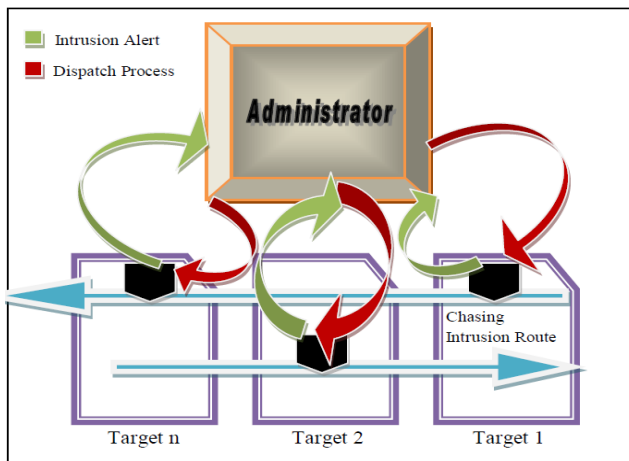 Intrusion Alert
Dispatch Process
Administrator
Chasing
Intrusion Route
Target n
Target 2
Target 1